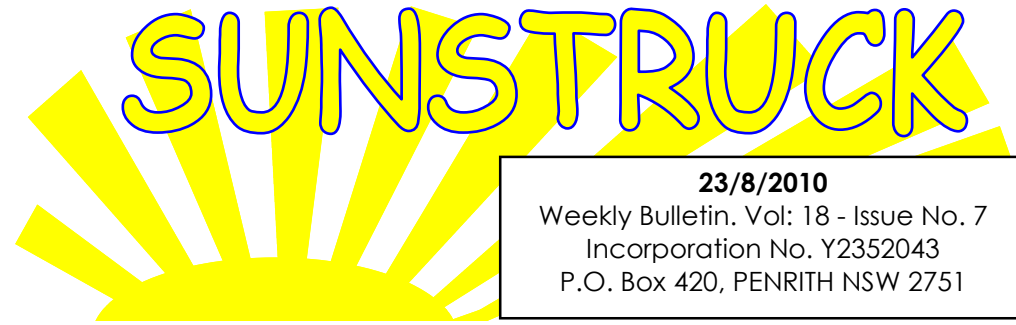 SUNSTRUCK
23/8/2010
Weekly Bulletin. Vol: 18 - Issue No. 7
Incorporation No. Y2352043
P.O. Box 420, PENRITH NSW 2751